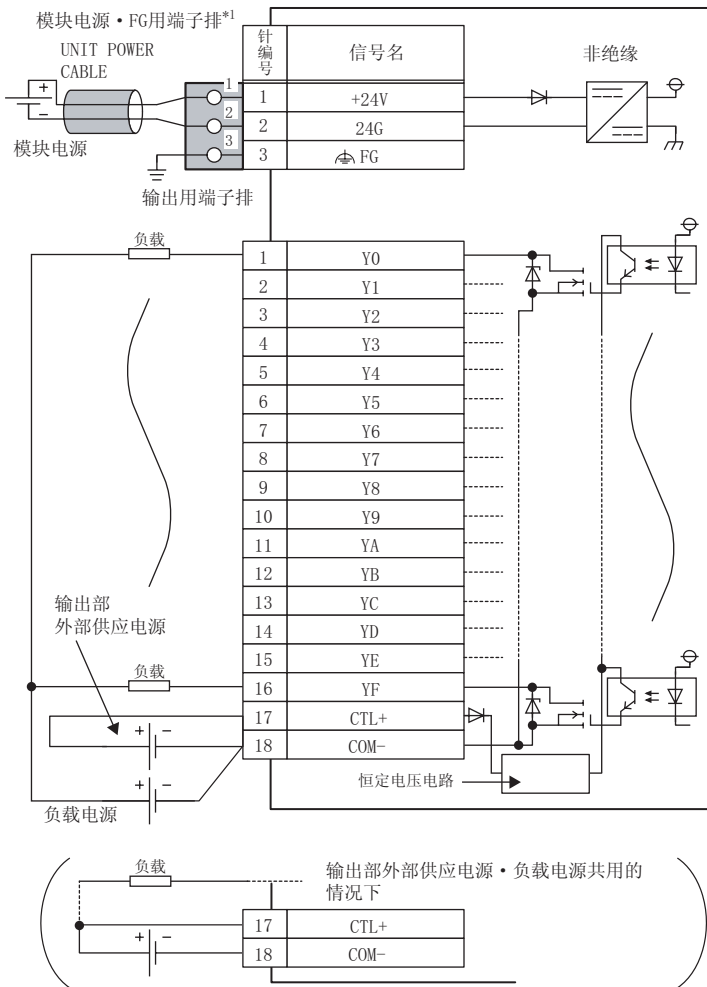 模块电源・FG用端子排*1
UNIT POWER
CABLE
+
−
模块电源
1
2
3
输出用端子排
针编号 信号名
1 +24V
2 24G
3 FG
非绝缘
负载
1 Y0
2 Y1
3 Y2
4 Y3
5 Y4
6 Y5
7 Y6
8 Y7
9 Y8
10 Y9
11 YA
12 YB
13 YC
14 YD
15 YE
16 YF
17 CTL+
18 COM-
输出部
外部供应电源
负载
+ −
+ −
负载电源
恒定电压电路
负载
输出部外部供应电源・负载电源共用的
情况下
+ −
17 CTL+
18 COM-